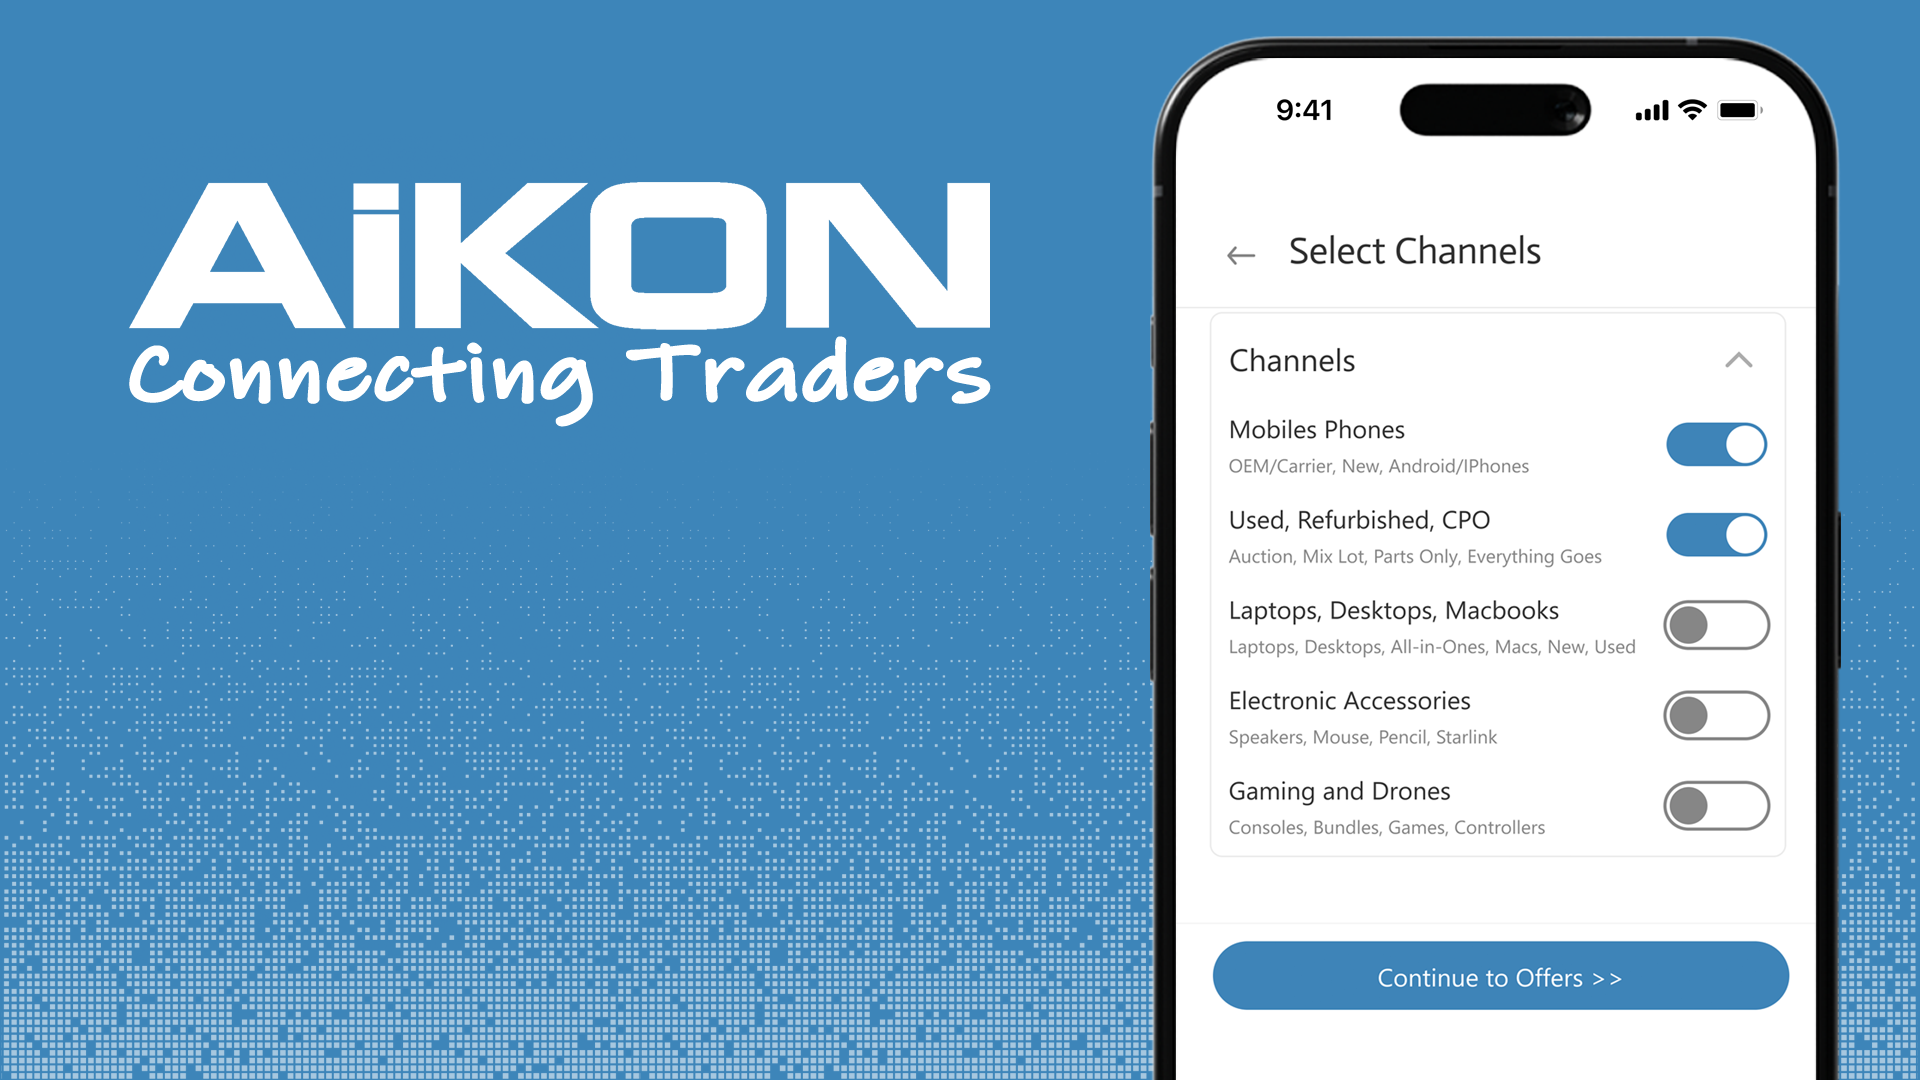 AiKON
Connecting Traders
9:41
Select Channels
Channels
Mobiles Phones
OEM/Carrier, New, Android/IPhones
Used, Refurbished, CPO
Auction, Mix Lot, Parts Only, Everything Goes
Laptops, Desktops, Macbooks
Laptops, Desktops, All-in-Ones, Macs, New, Used
Electronic Accessories
Speakers, Mouse, Pencil, Starlink
Gaming and Drones
Consoles, Bundles, Games, Controllers
Continue to Offers >>